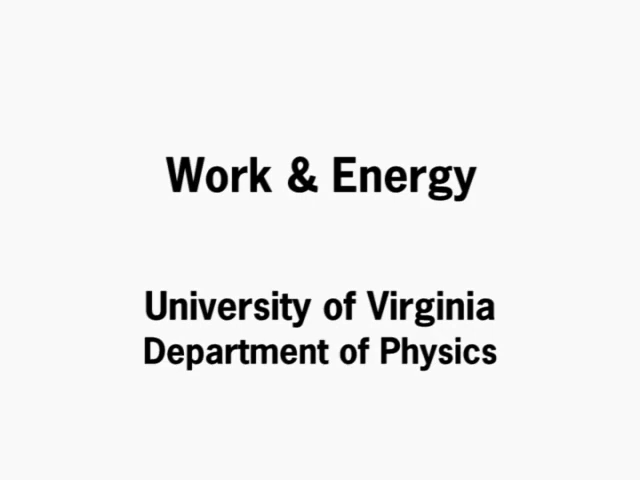 Work & Energy
University of Virginia
Department of Physics